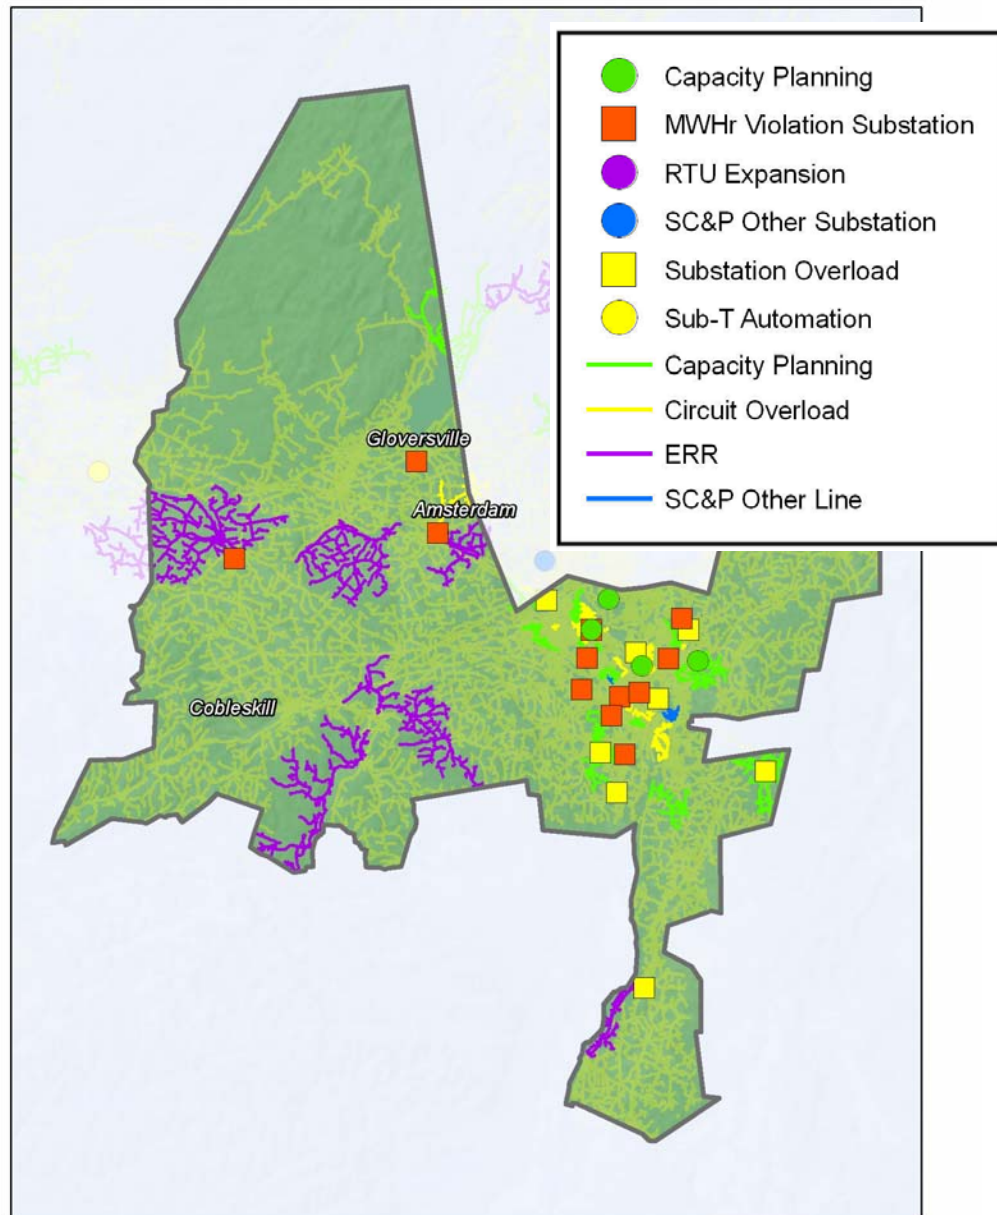 Capacity Planning
MWHr Violation Substation
RTU Expansion
SC&P Other Substation
Substation Overload
Sub-T Automation
Capacity Planning
Circuit Overload
ERR
SC&P Other Line
Gloversville
Amsterdam
Cobleskill